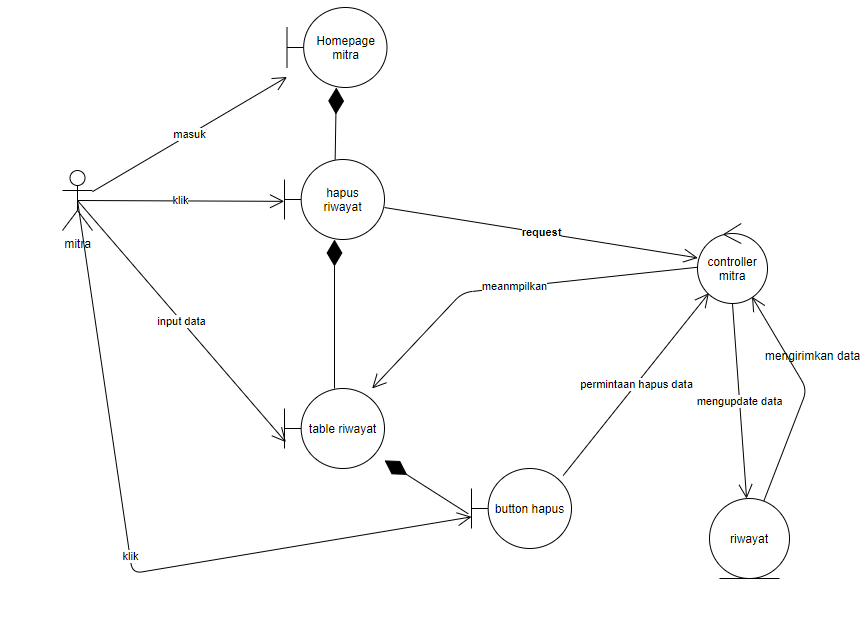 Homepage
mitra
masuk
hapus
riwayat
klik
mitra
request
controller
mitra
meanmpilkan
input data
mengirimkan data
permintaan hapus data
mengupdate data
table riwayat
button hapus
riwayat
klik